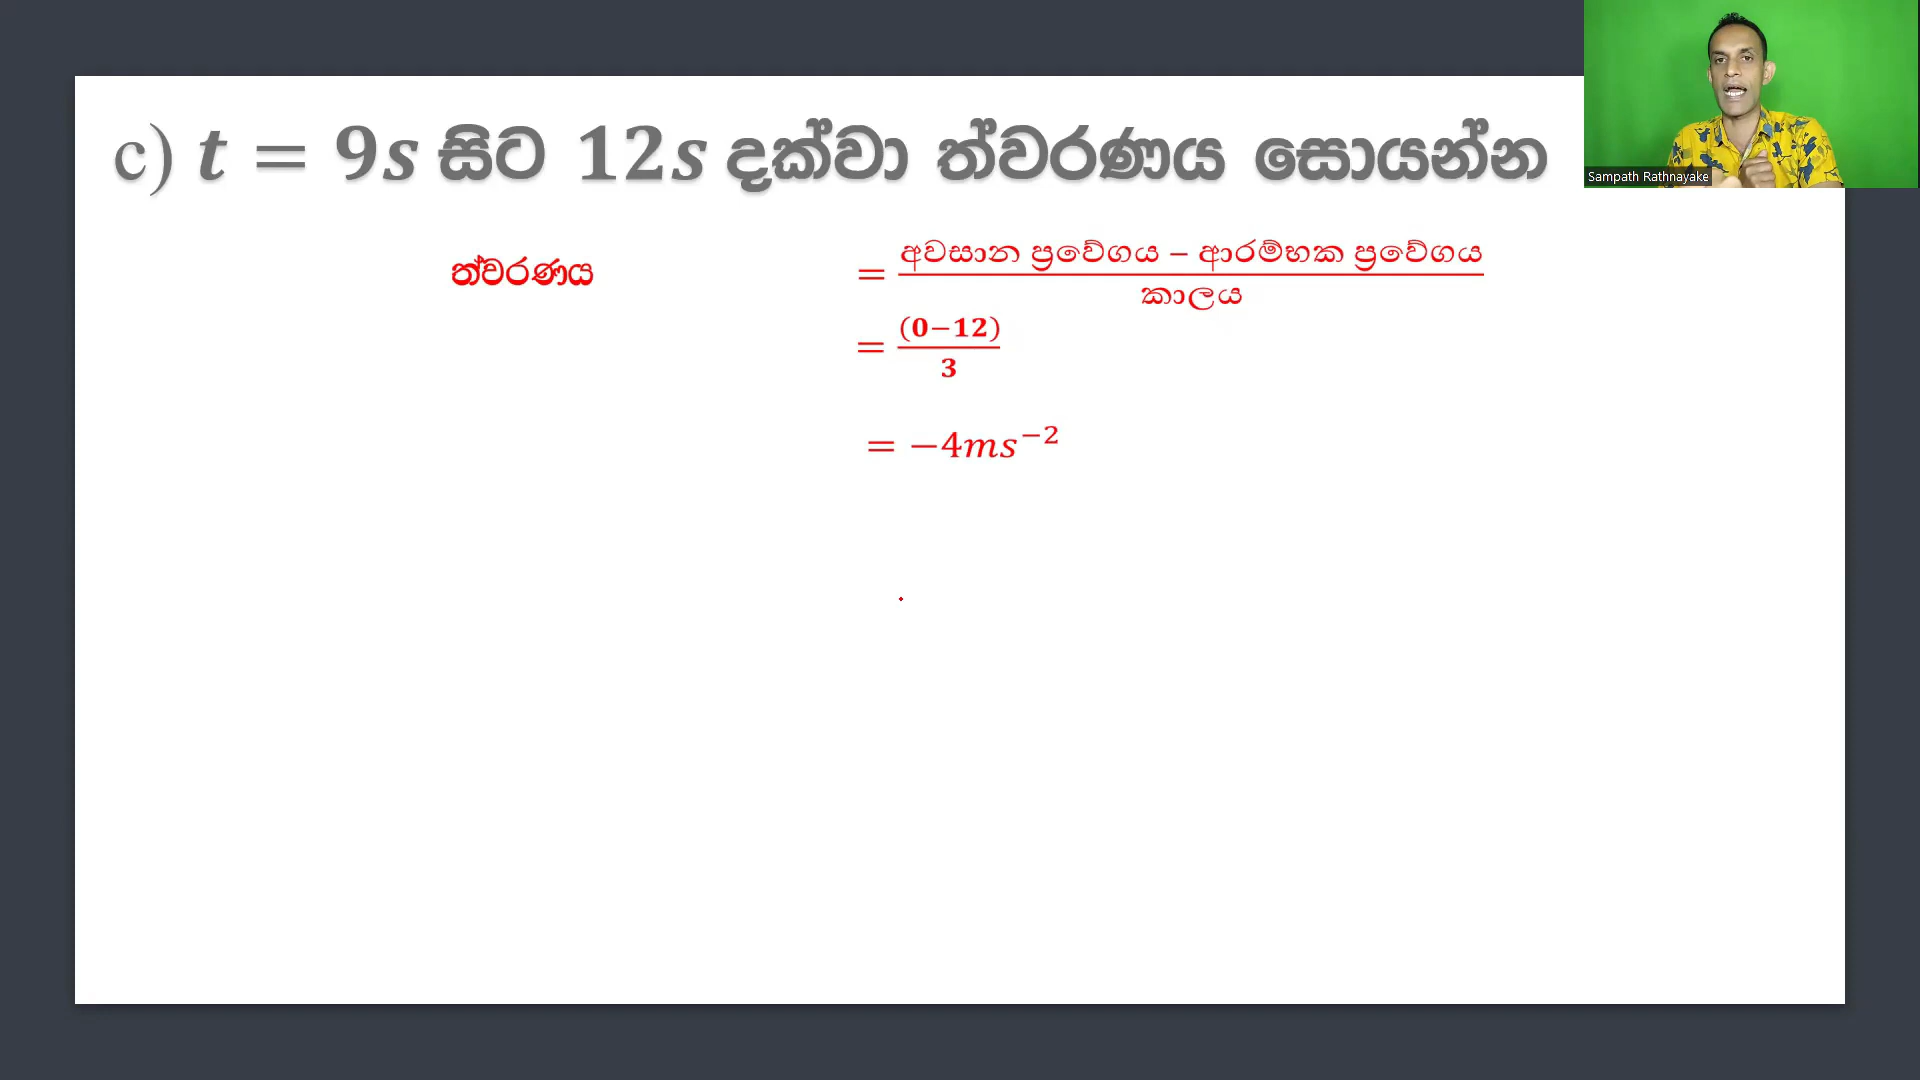 c) t = 9s සිට 12s දක්වා ත්වරණය සොයන්න
Sampath Rathnayake
ත්වරණය = අවසාන ප්‍රවේගය – ආරම්භක ප්‍රවේගය / කාලය
= (0−12) / 3
= −4ms⁻²